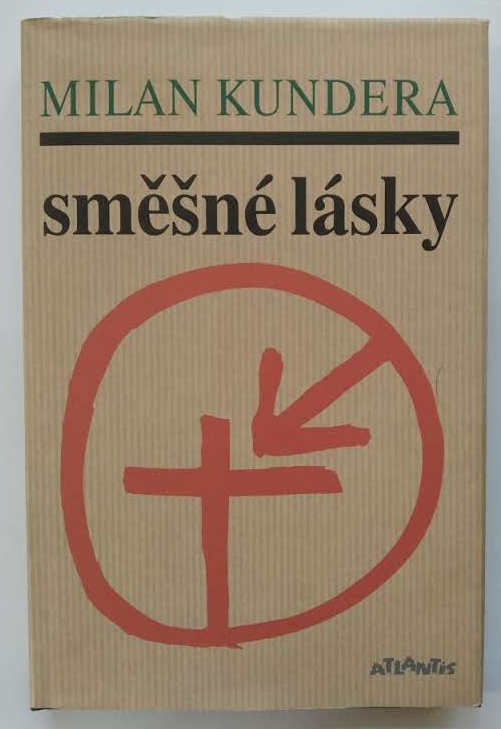 MILAN KUNDERA
směšné lásky
ATLANTIS